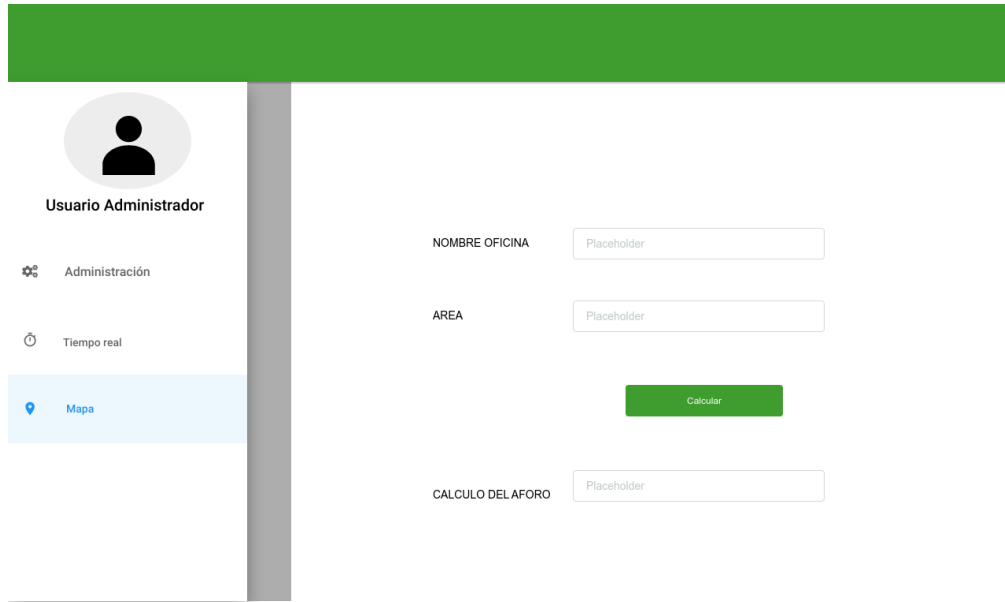 Usuario Administrador
Administración
Tiempo real
Mapa
NOMBRE OFICINA Placeholder
AREA Placeholder
Calcular
CALCULO DEL AFORO Placeholder